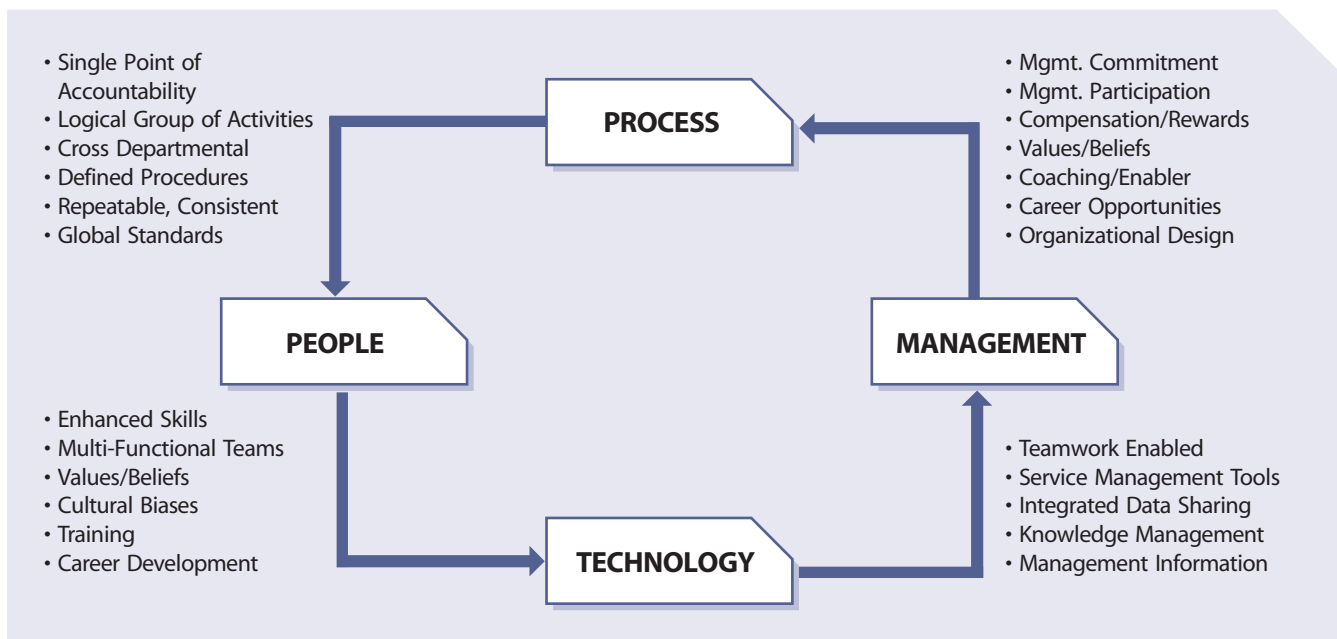 • Single Point of
Accountability
• Logical Group of Activities
• Cross Departmental
• Defined Procedures
• Repeatable, Consistent
• Global Standards
PROCESS
• Mgmt. Commitment
• Mgmt. Participation
• Compensation/Rewards
• Values/Beliefs
• Coaching/Enabler
• Career Opportunities
• Organizational Design
PEOPLE
MANAGEMENT
• Enhanced Skills
• Multi-Functional Teams
• Values/Beliefs
• Cultural Biases
• Training
• Career Development
TECHNOLOGY
• Teamwork Enabled
• Service Management Tools
• Integrated Data Sharing
• Knowledge Management
• Management Information